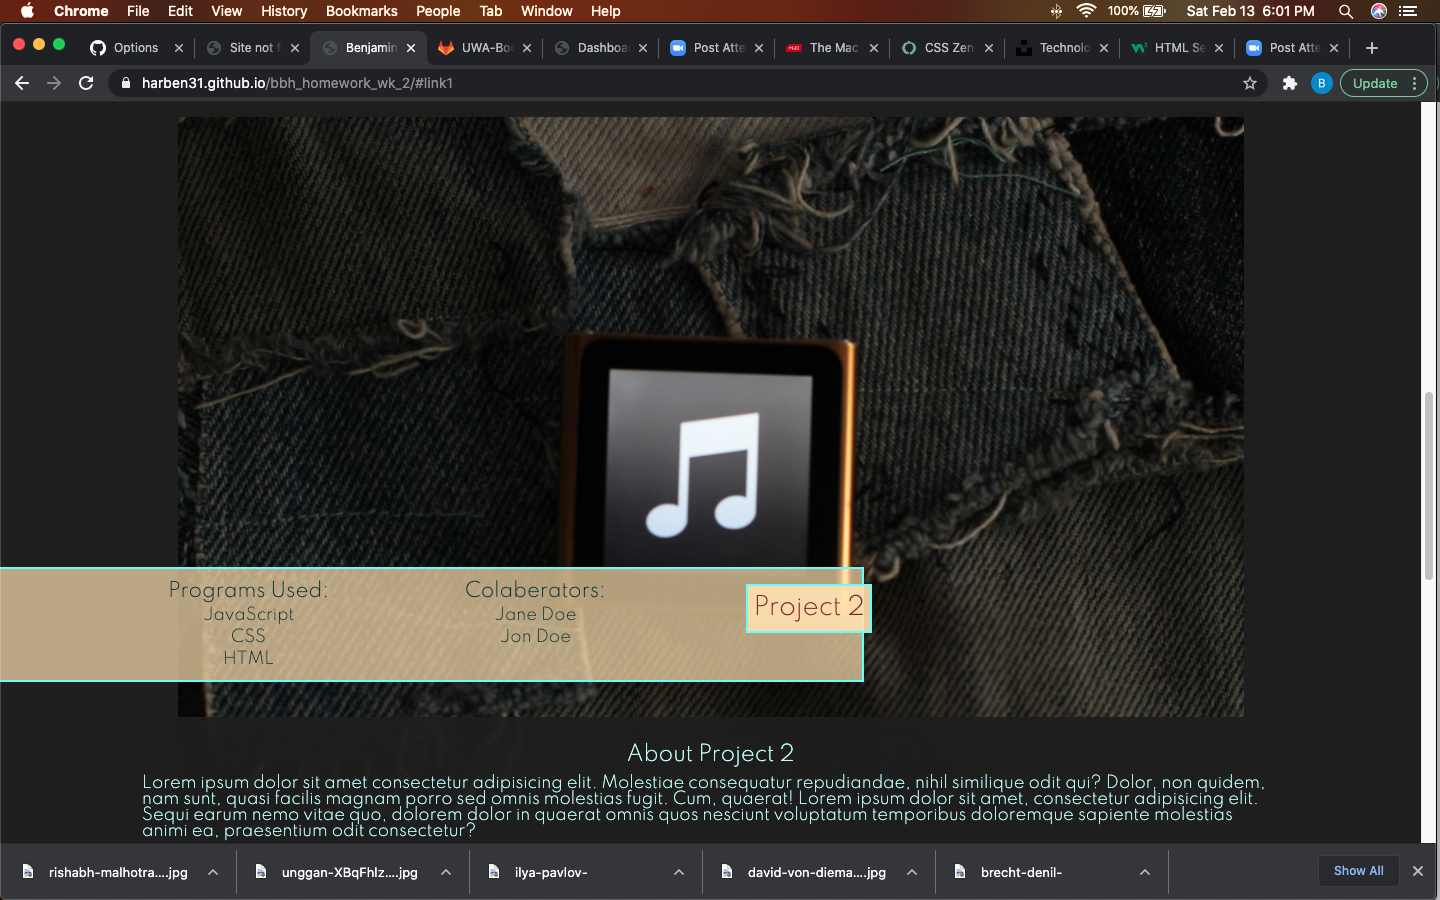 Chrome File Edit View History Bookmarks People Tab Window Help 100% Sat Feb 13 6:01 PM
Options Site not Benjamin UWA-Bo Dashboa Post Atte The Mac CSS Zen Technolo HTML Se Post Atte
harben31.github.io/bbh_homework_wk_2/#link1 B Update
Programs Used: Colaberators:
JavaScript Jane Doe Project 2
CSS Jon Doe
HTML
About Project 2
Lorem ipsum dolor sit amet consectetur adipisicing elit. Molestiae consequatur repudiandae, nihil similique odit qui? Dolor, non quidem,
nam sunt, quasi facilis magnam porro sed omnis molestias fugit. Cum, quaerat! Lorem ipsum dolor sit amet, consectetur adipisicing elit.
Sequi earum nemo vitae quo, dolorem dolor in quaerat omnis quos nesciunt voluptatum temporibus doloremque sapiente molestias
animi ea, praesentium odit consectetur?
rishabh-malhotra....jpg unggan-XBqFhIz....jpg ilya-pavlov- david-von-diema....jpg brecht-denil- Show All